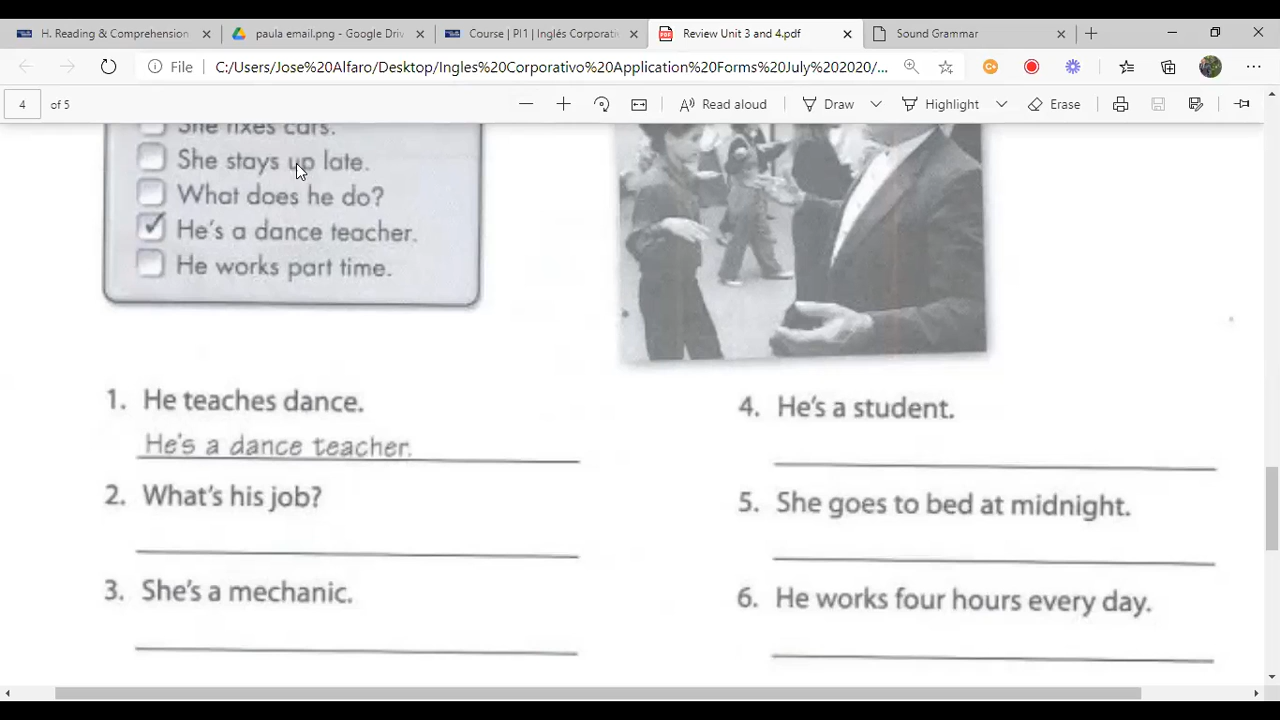 H. Reading & Comprehension
paula email.png - Google Driv
Course | PI1 | Inglés Corporati
Review Unit 3 and 4.pdf
Sound Grammar
File
C:/Users/Jose%20Alfaro/Desktop/Ingles%20Corporativo%20Application%20Forms%20July%202020/...
4 of 5
Read aloud
Draw
Highlight
Erase
She fixes cars.
She stays up late.
What does he do?
He's a dance teacher.
He works part time.
1. He teaches dance.
He's a dance teacher.
2. What's his job?
3. She's a mechanic.
4. He's a student.
5. She goes to bed at midnight.
6. He works four hours every day.